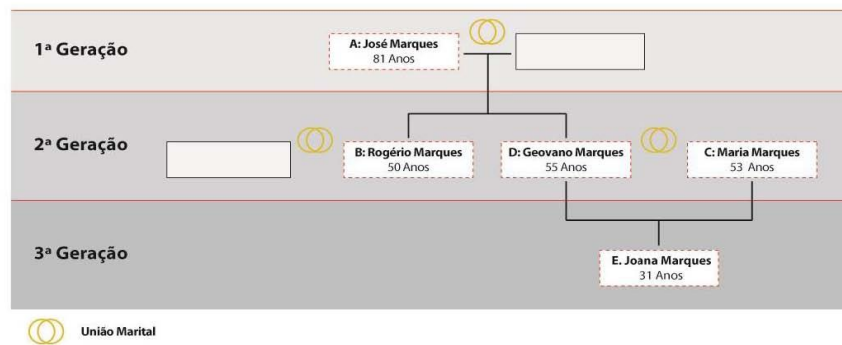 1ª Geração
A: José Marques
81 Anos
2ª Geração
B: Rogério Marques
50 Anos
D: Geovano Marques
55 Anos
C: Maria Marques
53 Anos
3ª Geração
E. Joana Marques
31 Anos
União Marital